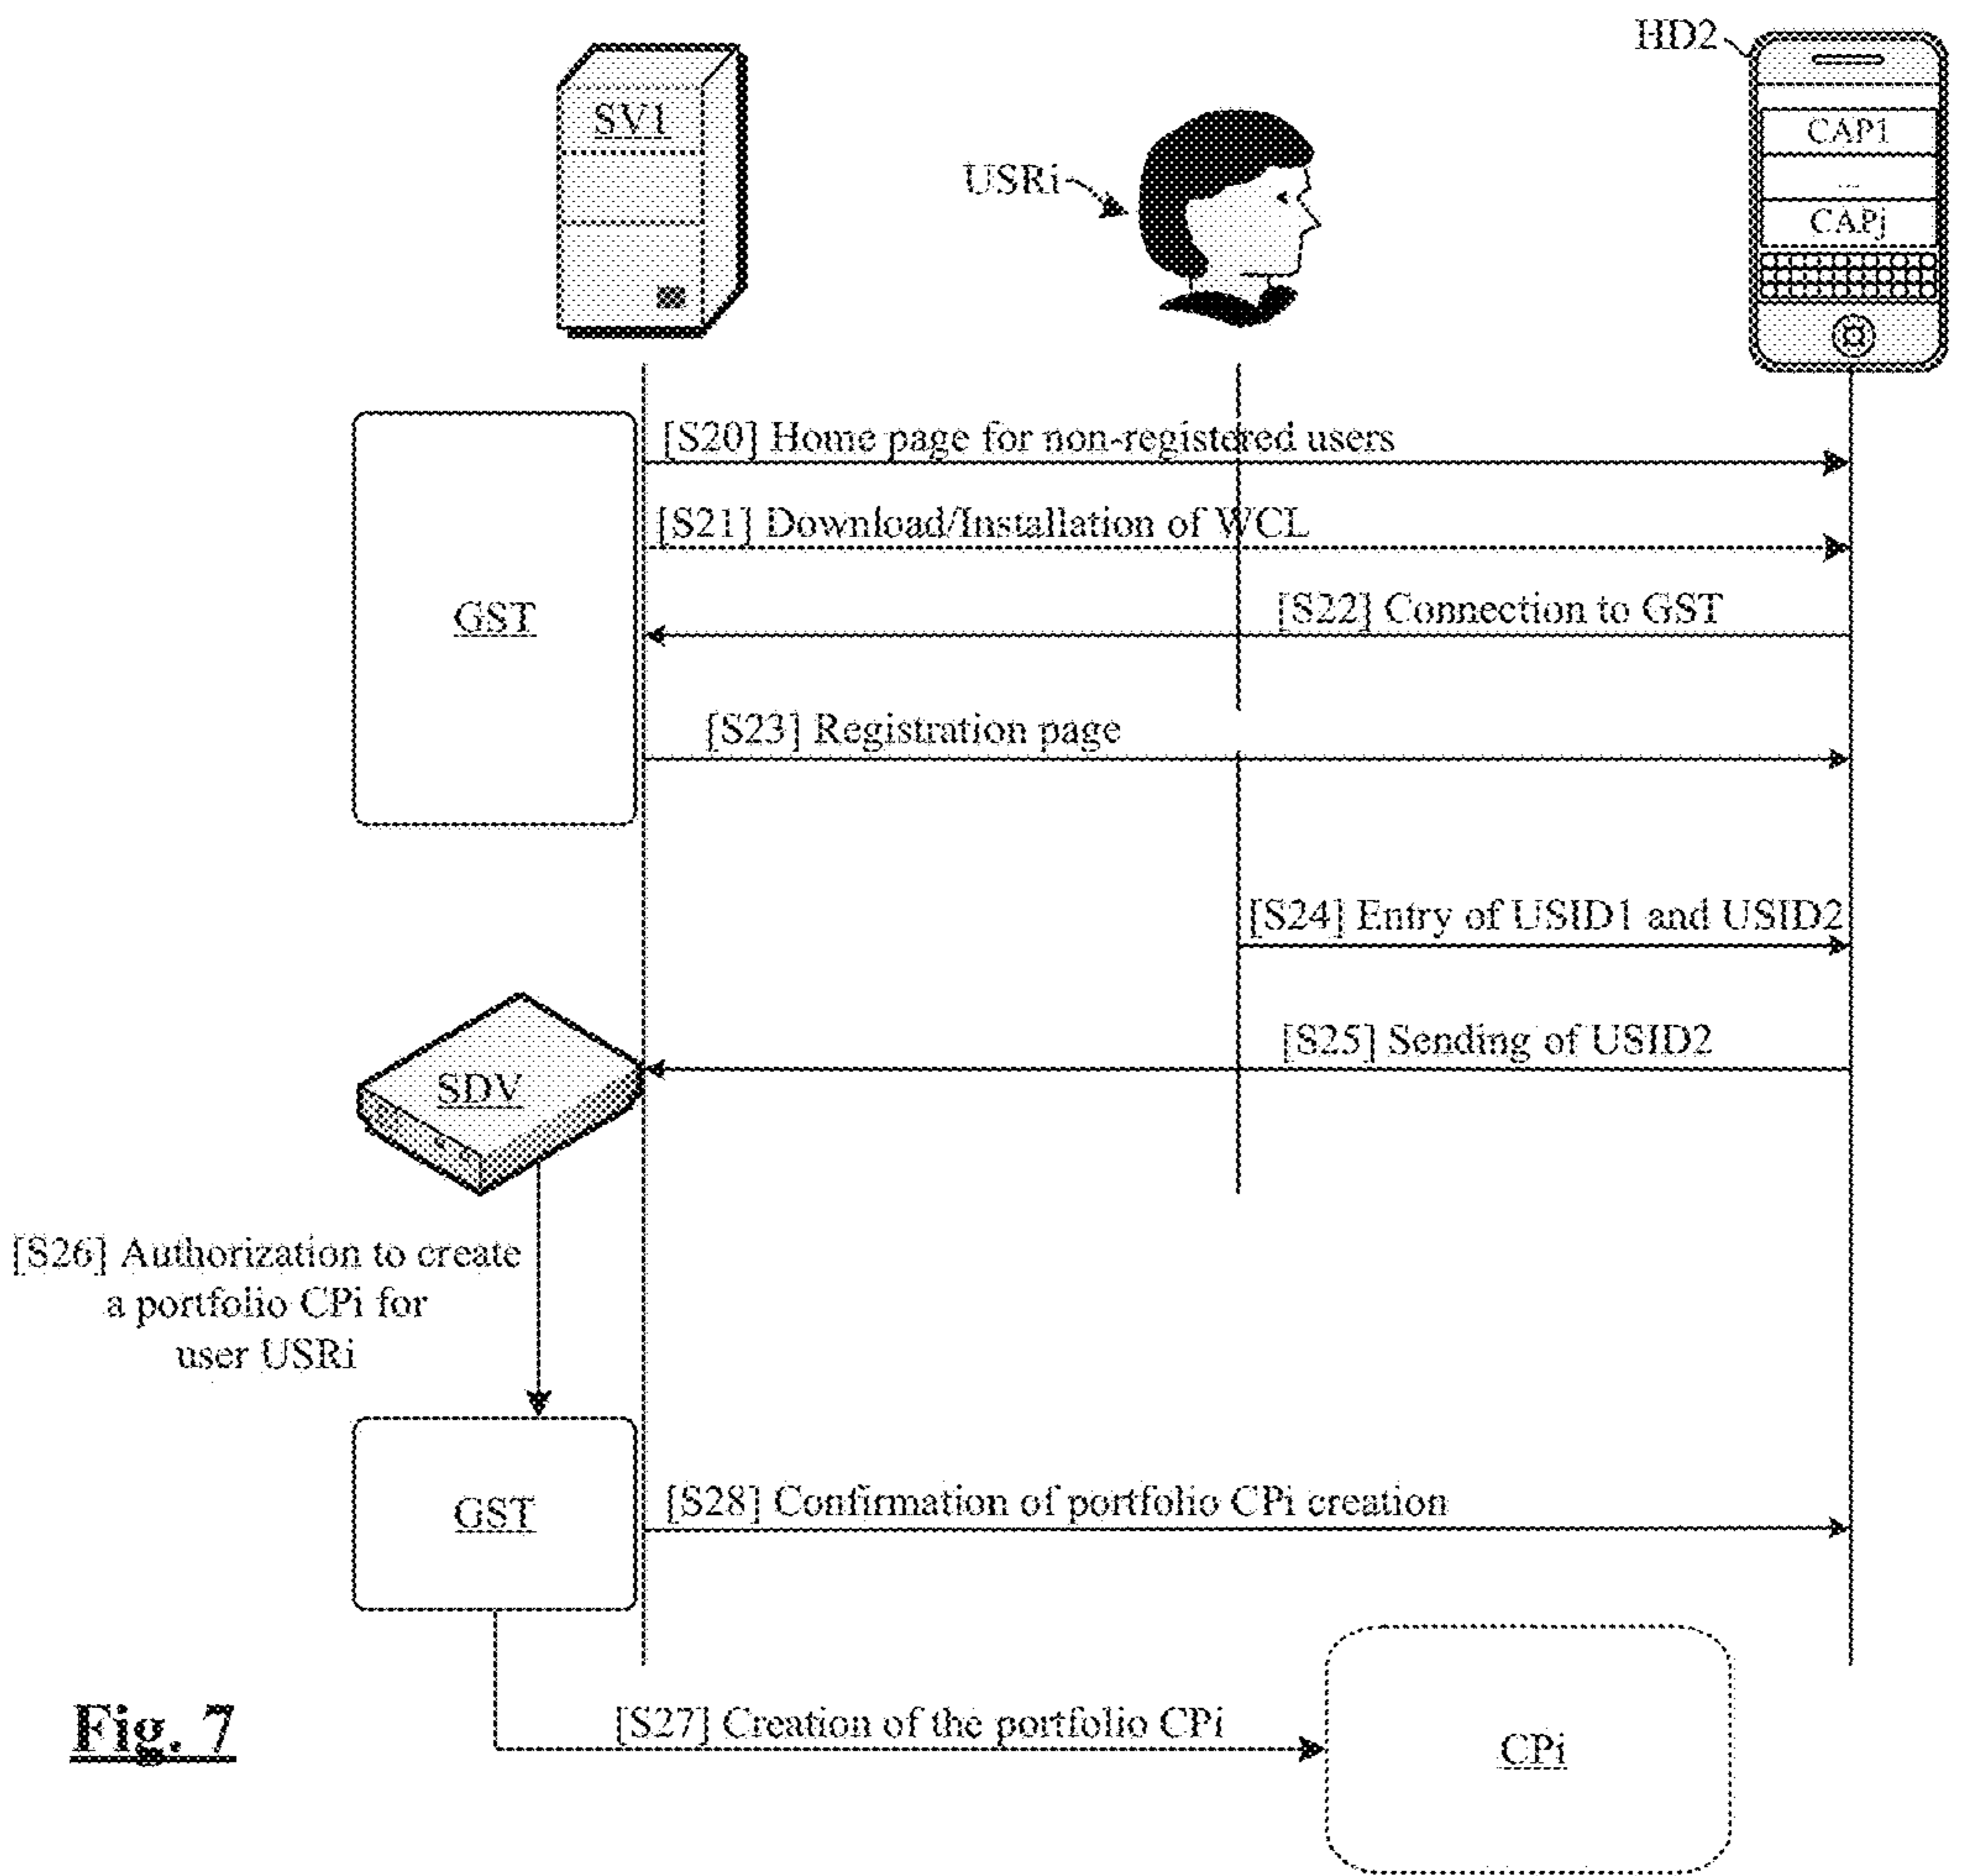 HD2
SV1
CAP1
...
CAPj
USRi
[S20] Home page for non-registered users
[S21] Download/Installation of WCL
GST
[S22] Connection to GST
[S23] Registration page
[S24] Entry of USID1 and USID2
[S25] Sending of USID2
SDV
[S26] Authorization to create
a portfolio CPi for
user USRi
GST
[S28] Confirmation of portfolio CPi creation
[S27] Creation of the portfolio CPi
CPi
Fig. 7